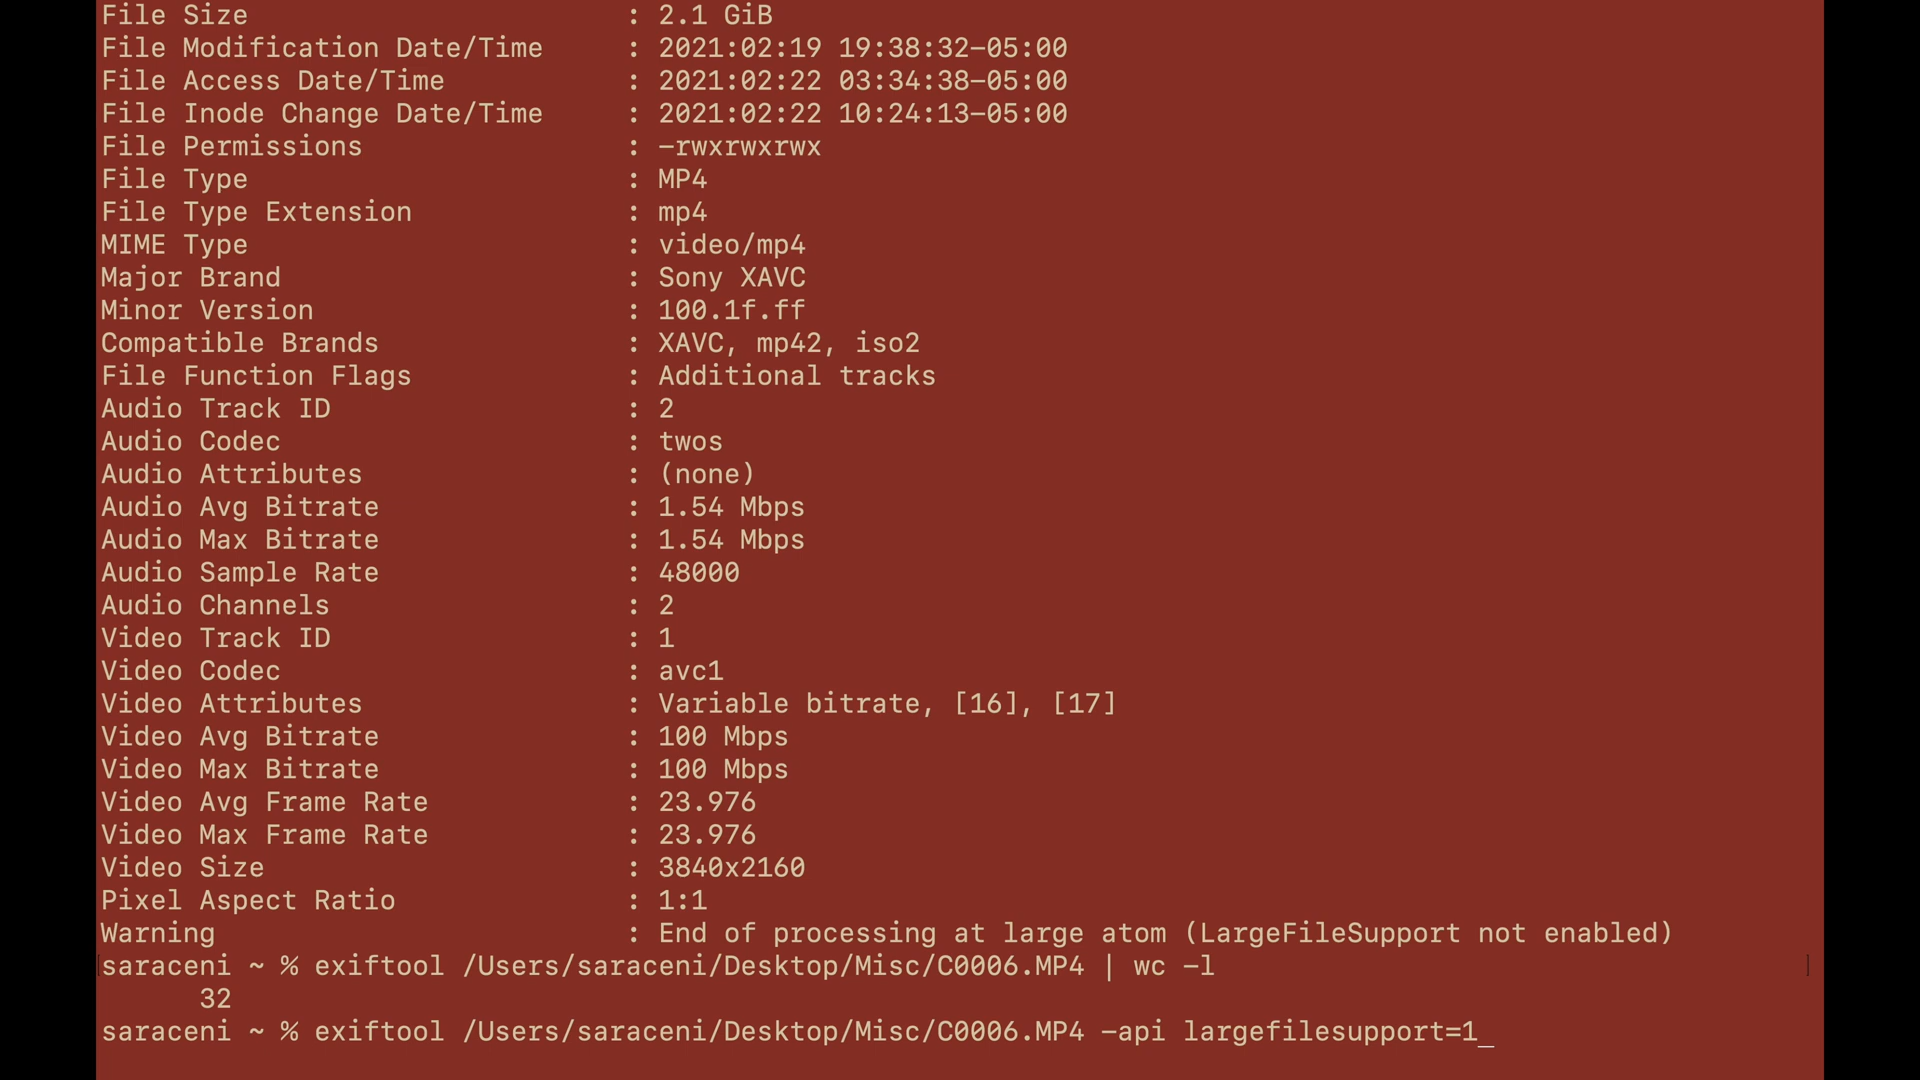 File Size : 2.1 GiB
File Modification Date/Time : 2021:02:19 19:38:32-05:00
File Access Date/Time : 2021:02:22 03:34:38-05:00
File Inode Change Date/Time : 2021:02:22 10:24:13-05:00
File Permissions : -rwxrwxrwx
File Type : MP4
File Type Extension : mp4
MIME Type : video/mp4
Major Brand : Sony XAVC
Minor Version : 100.1f.ff
Compatible Brands : XAVC, mp42, iso2
File Function Flags : Additional tracks
Audio Track ID : 2
Audio Codec : twos
Audio Attributes : (none)
Audio Avg Bitrate : 1.54 Mbps
Audio Max Bitrate : 1.54 Mbps
Audio Sample Rate : 48000
Audio Channels : 2
Video Track ID : 1
Video Codec : avc1
Video Attributes : Variable bitrate, [16], [17]
Video Avg Bitrate : 100 Mbps
Video Max Bitrate : 100 Mbps
Video Avg Frame Rate : 23.976
Video Max Frame Rate : 23.976
Video Size : 3840x2160
Pixel Aspect Ratio : 1:1
Warning : End of processing at large atom (LargeFileSupport not enabled)
[saraceni ~ % exiftool /Users/saraceni/Desktop/Misc/C0006.MP4 | wc -l ]
32
saraceni ~ % exiftool /Users/saraceni/Desktop/Misc/C0006.MP4 -api largefilesupport=1_